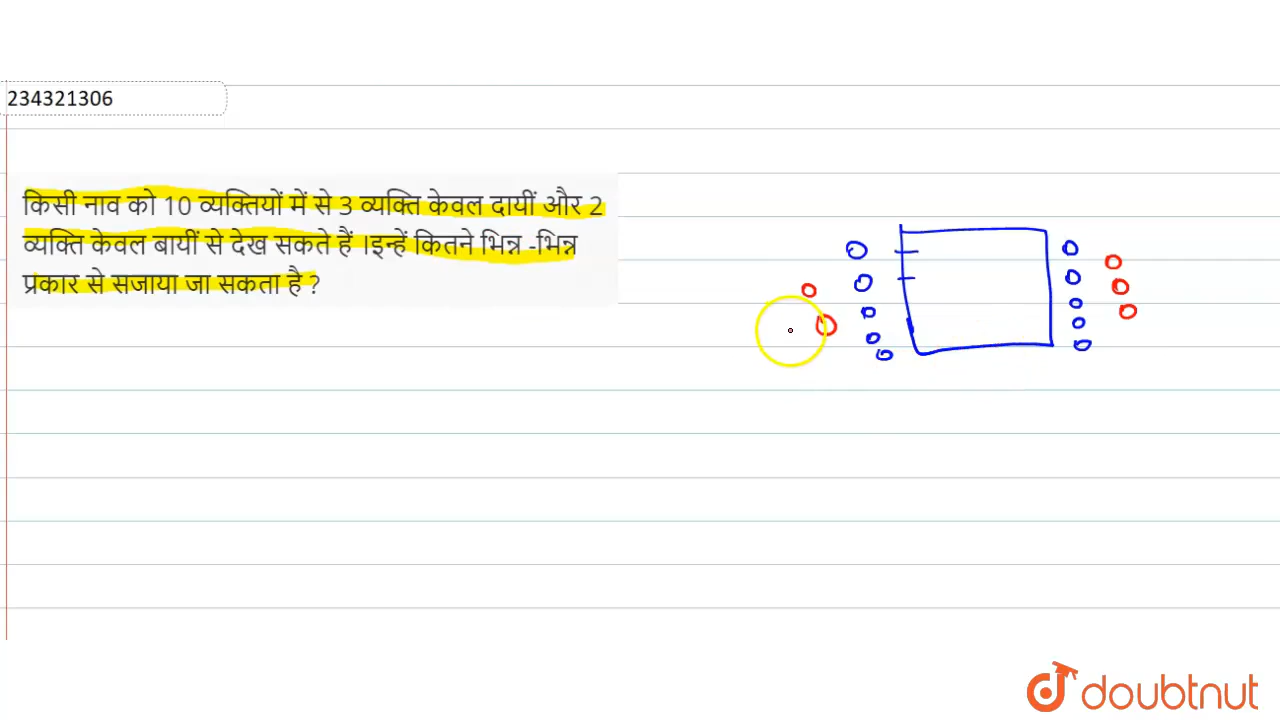 234321306
किसी नाव को 10 व्यक्तियों में से 3 व्यक्ति केवल दायीं और 2
व्यक्ति केवल बायीं से देख सकते हैं ।इन्हें कितने भिन्न -भिन्न
प्रकार से सजाया जा सकता है ?
doubtnut